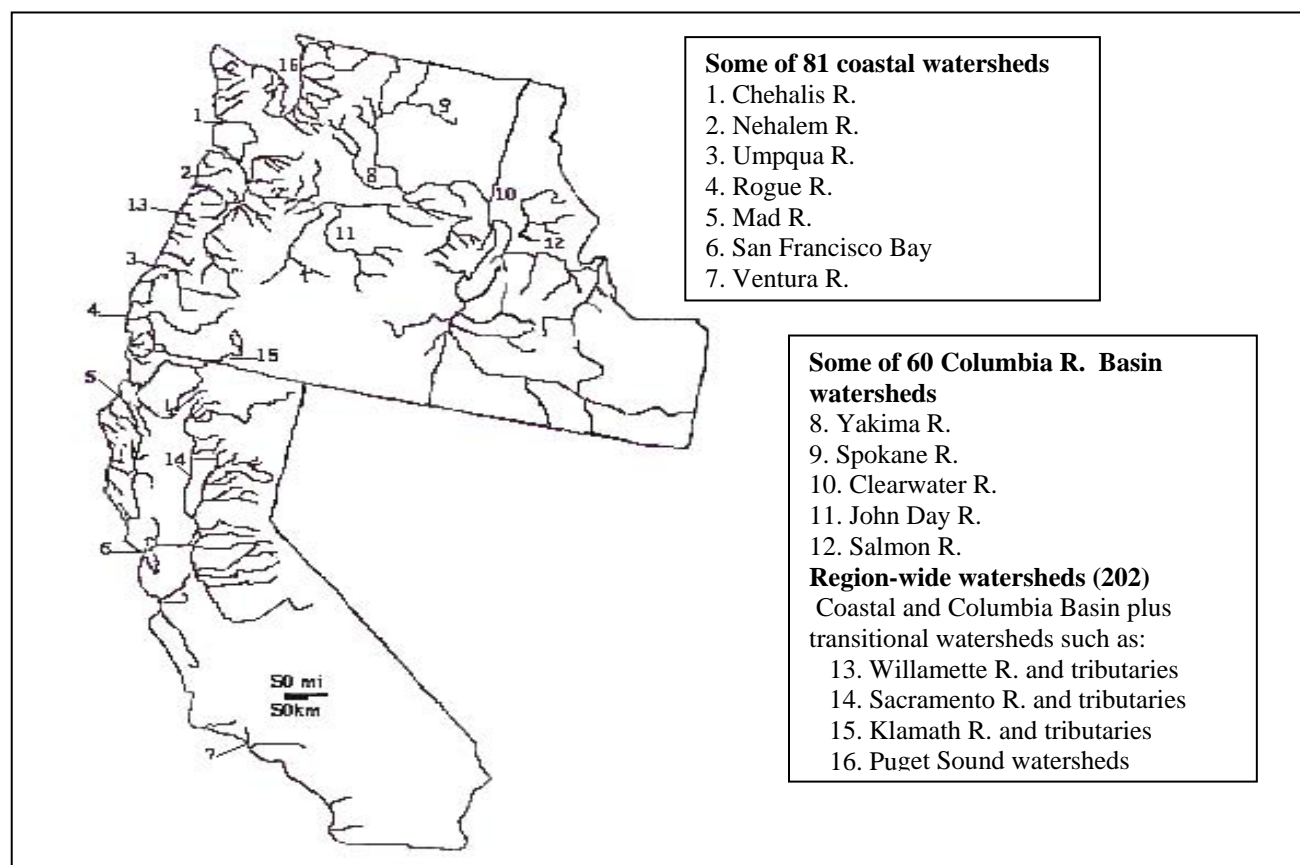 16
9
1
8
2
10
13
11
12
3
4
15
5
14
6
50 mi
50km
7
Some of 81 coastal watersheds
1. Chehalis R.
2. Nehalem R.
3. Umpqua R.
4. Rogue R.
5. Mad R.
6. San Francisco Bay
7. Ventura R.
Some of 60 Columbia R. Basin
watersheds
8. Yakima R.
9. Spokane R.
10. Clearwater R.
11. John Day R.
12. Salmon R.
Region-wide watersheds (202)
Coastal and Columbia Basin plus
transitional watersheds such as:
13. Willamette R. and tributaries
14. Sacramento R. and tributaries
15. Klamath R. and tributaries
16. Puget Sound watersheds